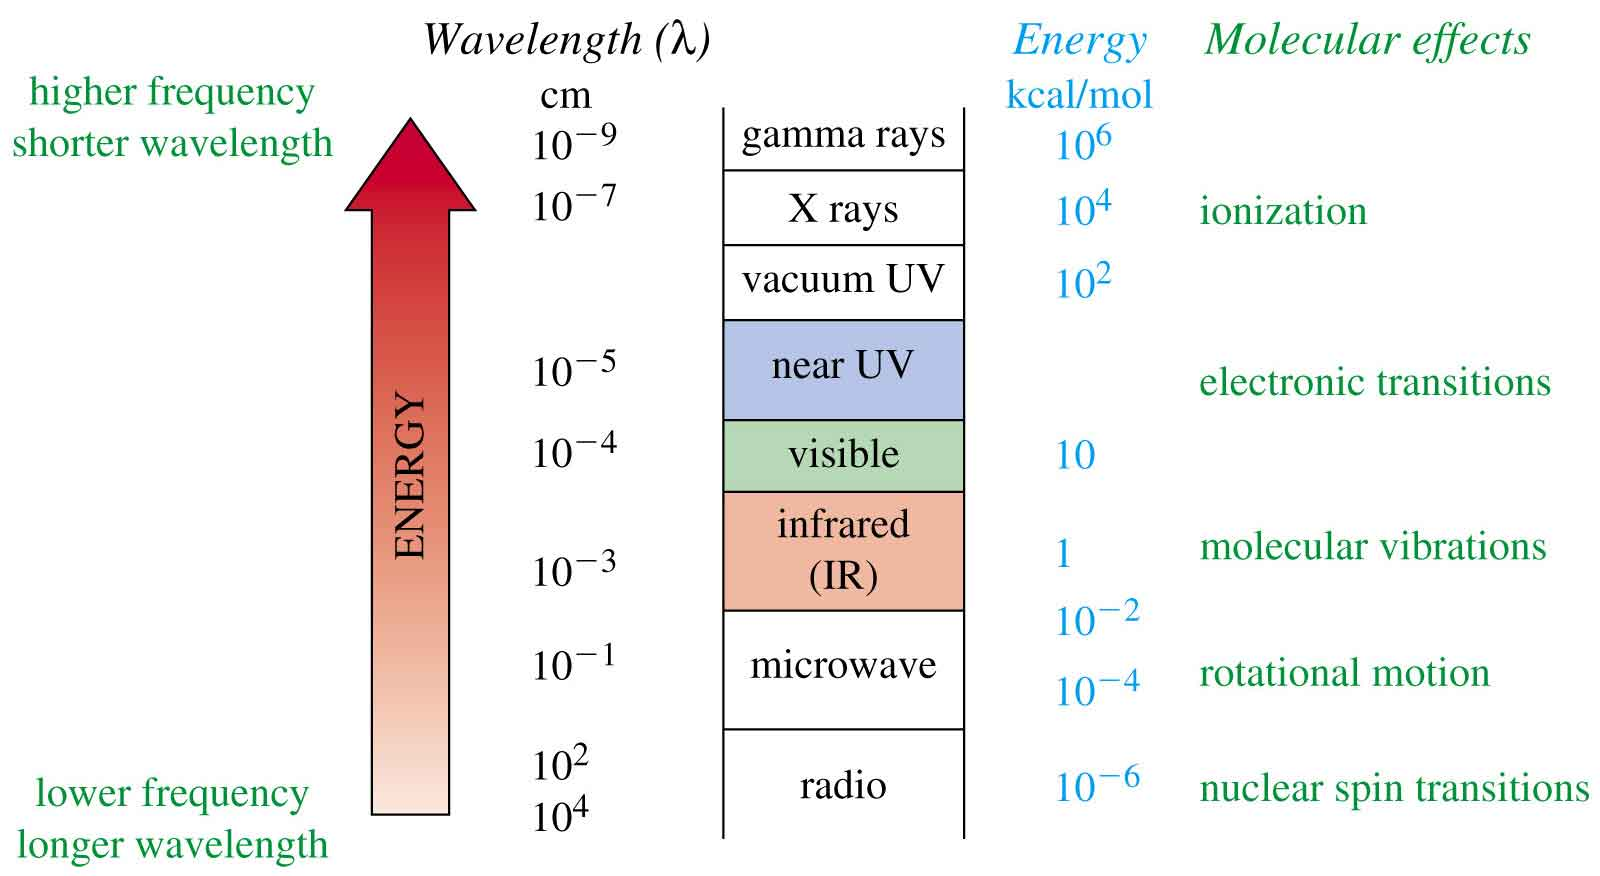 Wavelength (λ) Energy Molecular effects
higher frequency cm kcal/mol
shorter wavelength 10⁻⁹ gamma rays 10⁶
10⁻⁷ X rays 10⁴ ionization
vacuum UV 10²
10⁻⁵ near UV electronic transitions
ENERGY
10⁻⁴ visible 10
infrared 1 molecular vibrations
10⁻³ (IR)
10⁻²
10⁻¹ microwave 10⁻⁴ rotational motion
10²
lower frequency radio 10⁻⁶ nuclear spin transitions
10⁴
longer wavelength